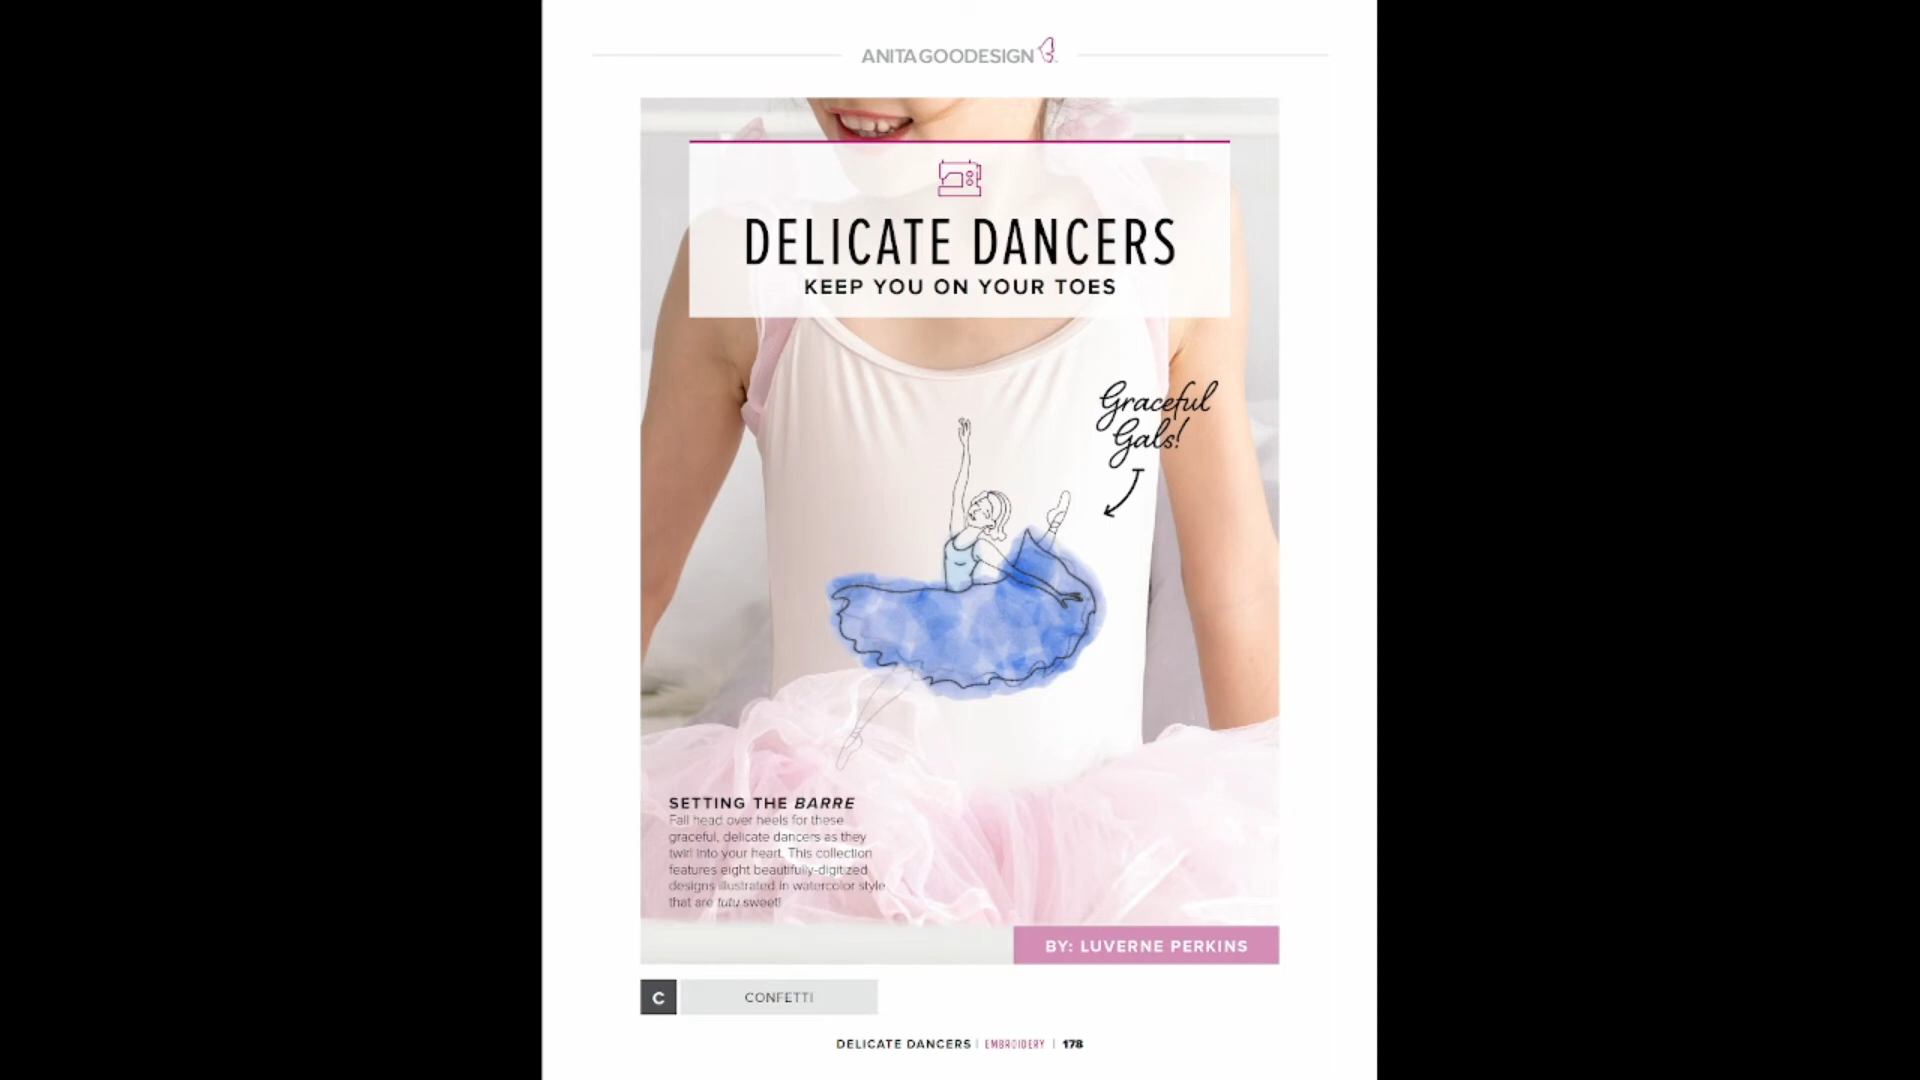 ANITAGOODESIGN
DELICATE DANCERS
KEEP YOU ON YOUR TOES
Graceful
Gals!
SETTING THE BARRE
Fall head over heels for these
graceful, delicate dancers as they
twirl into your heart. This collection
features eight beautifully-digitized
designs illustrated in watercolor style
that are tutu sweet!
BY: LUVERNE PERKINS
C CONFETTI
DELICATE DANCERS | EMBROIDERY | 178